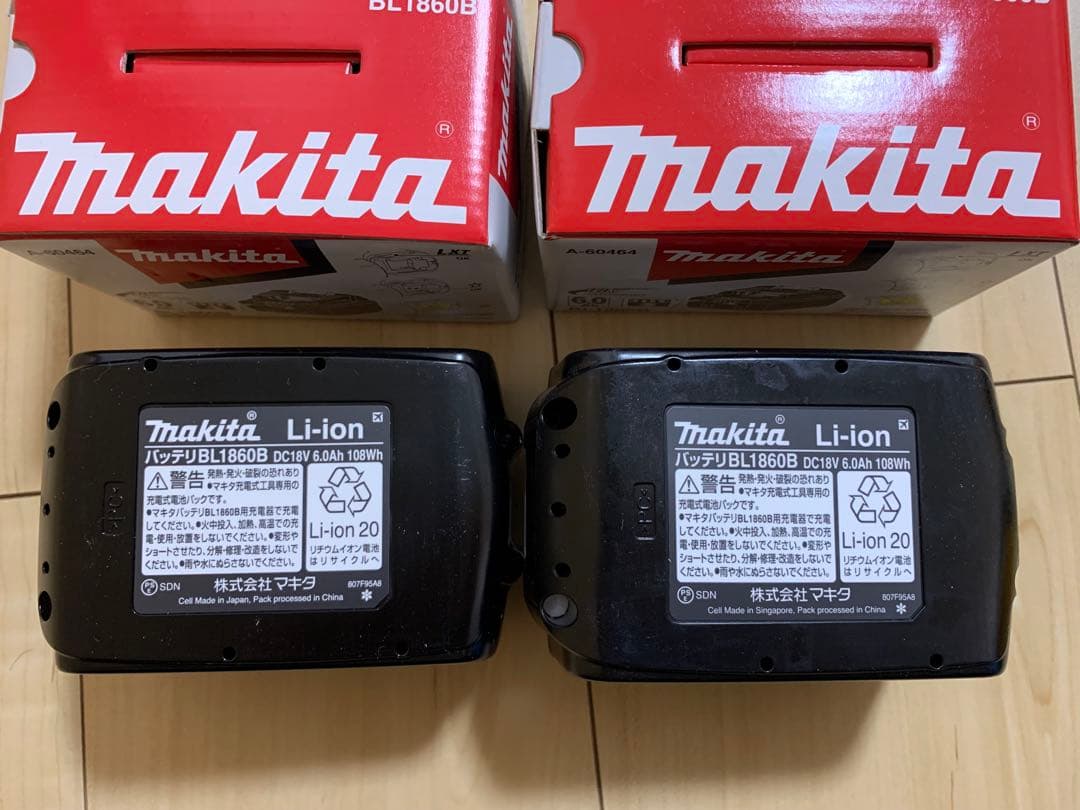 BL1860B
makita®
makita
A-60464
makita
LXT
makita®
A-60464
makita
LXT
6.0
makita® Li-ion
バッテリBL1860B DC18V 6.0Ah 108Wh
警告 発熱・発火・破裂の恐れあり
●マキタ充電式工具専用の
充電式電池パックです。
●マキタバッテリBL1860B用充電器で充電
してください。●火中投入、加熱、高温での充
電・使用・放置をしないでください。●変形や
ショートさせたり、分解・修理・改造をしないで
ください。●雨や水にぬらさないでください。
Li-ion 20
リチウムイオン電池
はリサイクルへ
PS E SDN 株式会社マキタ 807F95A8
Cell Made in Japan, Pack processed in China
makita® Li-ion
バッテリBL1860B DC18V 6.0Ah 108Wh
警告 発熱・発火・破裂の恐れあり
●マキタ充電式工具専用の
充電式電池パックです。
●マキタバッテリBL1860B用充電器で充電
してください。●火中投入、加熱、高温での充
電・使用・放置をしないでください。●変形や
ショートさせたり、分解・修理・改造をしないで
ください。●雨や水にぬらさないでください。
Li-ion 20
リチウムイオン電池
はリサイクルへ
PS E SDN 株式会社マキタ 807F95A8
Cell Made in Singapore, Pack processed in China